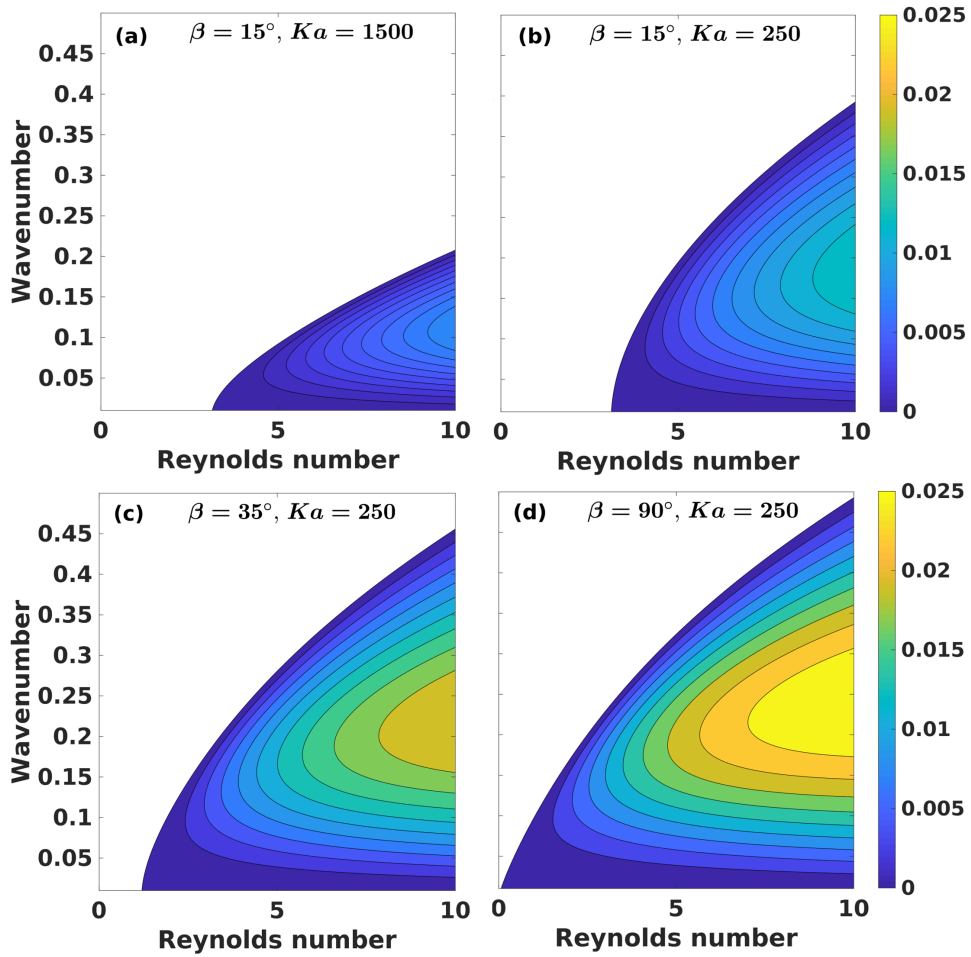 (a) β = 15°, Ka = 1500
(b) β = 15°, Ka = 250
0.45
0.4
0.35
0.3
0.25
0.2
0.15
0.1
0.05
Wavenumber
0 5 10
Reynolds number
0 5 10
Reynolds number
0.025
0.02
0.015
0.01
0.005
0
(c) β = 35°, Ka = 250
(d) β = 90°, Ka = 250
0.45
0.4
0.35
0.3
0.25
0.2
0.15
0.1
0.05
Wavenumber
0 5 10
Reynolds number
0 5 10
Reynolds number
0.025
0.02
0.015
0.01
0.005
0